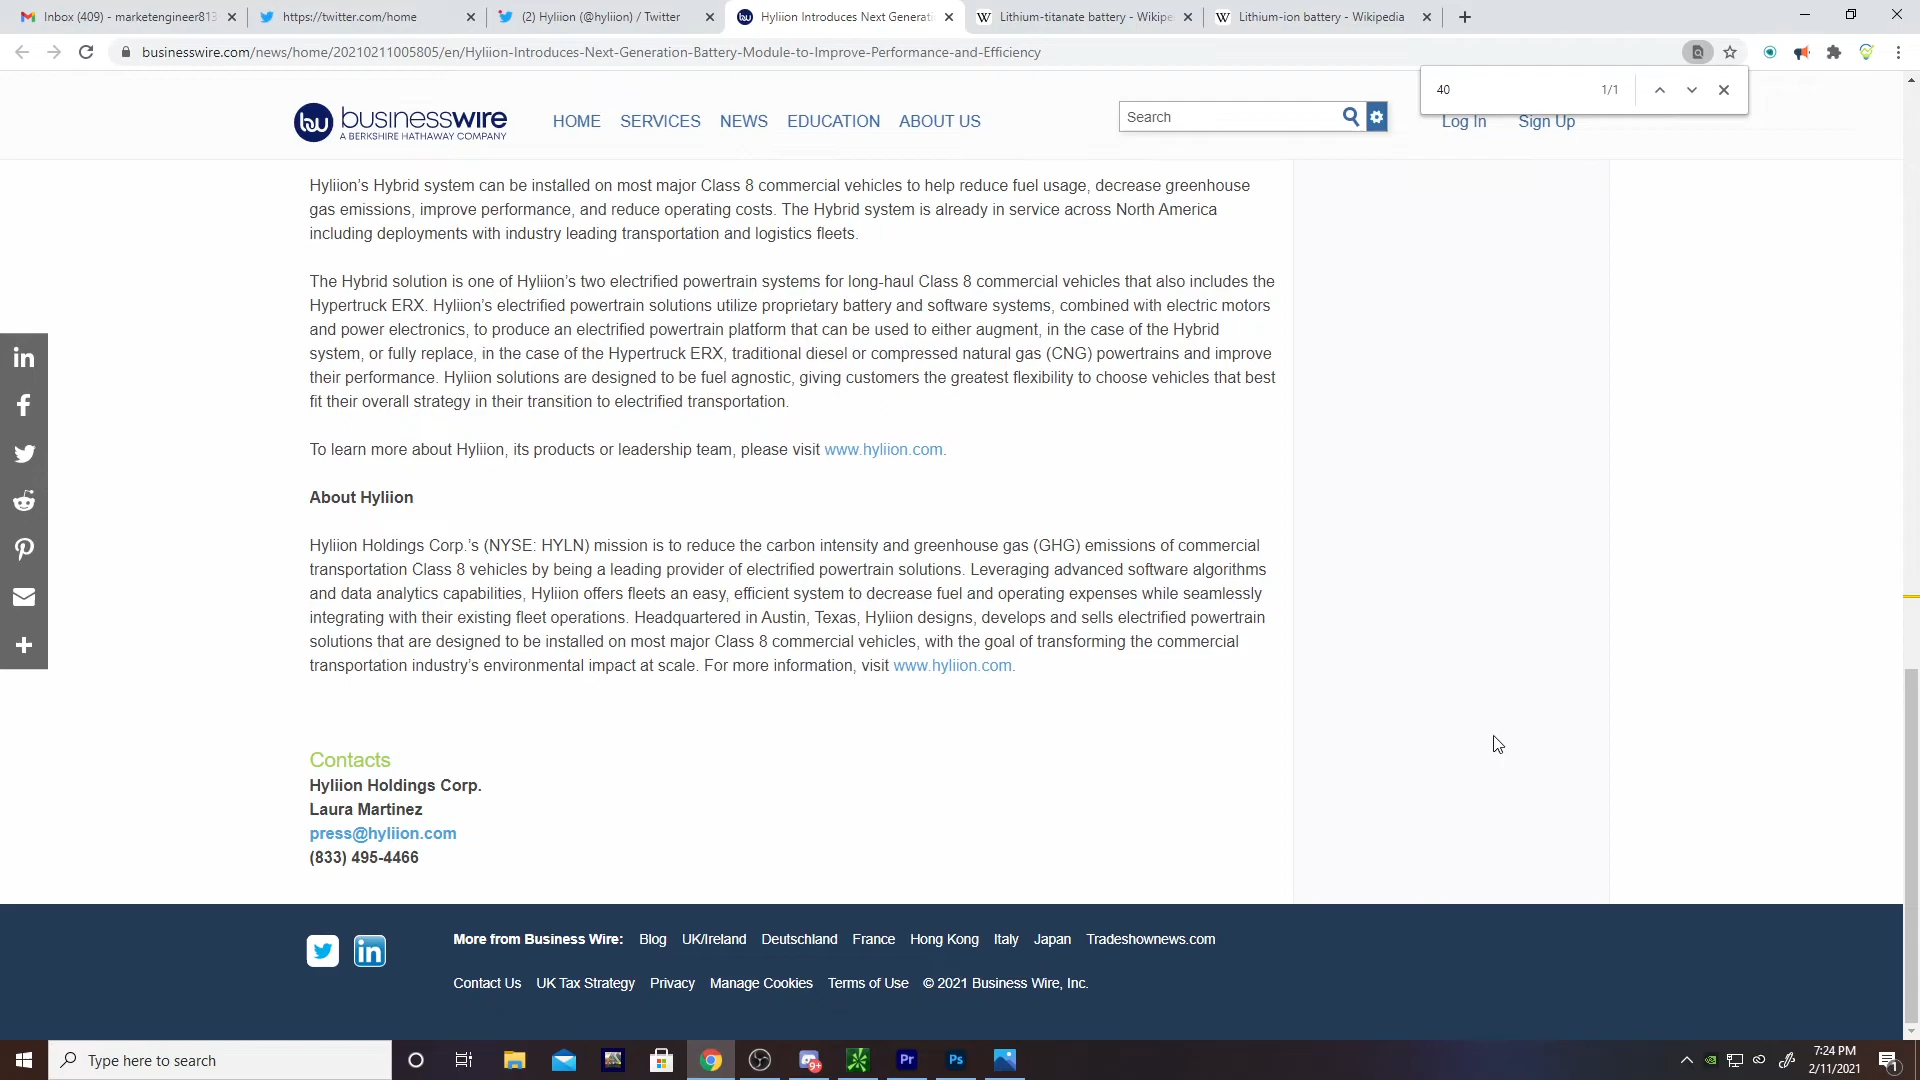 Inbox (409) - marketengineer813
https://twitter.com/home
(2) Hyliion (@hyliion) / Twitter
Hyliion Introduces Next Generati
Lithium-titanate battery - Wikipe
Lithium-ion battery - Wikipedia
businesswire.com/news/home/20210211005805/en/Hyliion-Introduces-Next-Generation-Battery-Module-to-Improve-Performance-and-Efficiency
40
1/1
bw businesswire
A BERKSHIRE HATHAWAY COMPANY
HOME SERVICES NEWS EDUCATION ABOUT US
Search
Log In Sign Up
Hyliion’s Hybrid system can be installed on most major Class 8 commercial vehicles to help reduce fuel usage, decrease greenhouse
gas emissions, improve performance, and reduce operating costs. The Hybrid system is already in service across North America
including deployments with industry leading transportation and logistics fleets.
The Hybrid solution is one of Hyliion’s two electrified powertrain systems for long-haul Class 8 commercial vehicles that also includes the
Hypertruck ERX. Hyliion’s electrified powertrain solutions utilize proprietary battery and software systems, combined with electric motors
and power electronics, to produce an electrified powertrain platform that can be used to either augment, in the case of the Hybrid
system, or fully replace, in the case of the Hypertruck ERX, traditional diesel or compressed natural gas (CNG) powertrains and improve
their performance. Hyliion solutions are designed to be fuel agnostic, giving customers the greatest flexibility to choose vehicles that best
fit their overall strategy in their transition to electrified transportation.
To learn more about Hyliion, its products or leadership team, please visit www.hyliion.com.
About Hyliion
Hyliion Holdings Corp.’s (NYSE: HYLN) mission is to reduce the carbon intensity and greenhouse gas (GHG) emissions of commercial
transportation Class 8 vehicles by being a leading provider of electrified powertrain solutions. Leveraging advanced software algorithms
and data analytics capabilities, Hyliion offers fleets an easy, efficient system to decrease fuel and operating expenses while seamlessly
integrating with their existing fleet operations. Headquartered in Austin, Texas, Hyliion designs, develops and sells electrified powertrain
solutions that are designed to be installed on most major Class 8 commercial vehicles, with the goal of transforming the commercial
transportation industry’s environmental impact at scale. For more information, visit www.hyliion.com.
Contacts
Hyliion Holdings Corp.
Laura Martinez
press@hyliion.com
(833) 495-4466
More from Business Wire: Blog UK/Ireland Deutschland France Hong Kong Italy Japan Tradeshownews.com
Contact Us UK Tax Strategy Privacy Manage Cookies Terms of Use © 2021 Business Wire, Inc.
Type here to search
9+
Pr
Ps
7:24 PM
2/11/2021
1